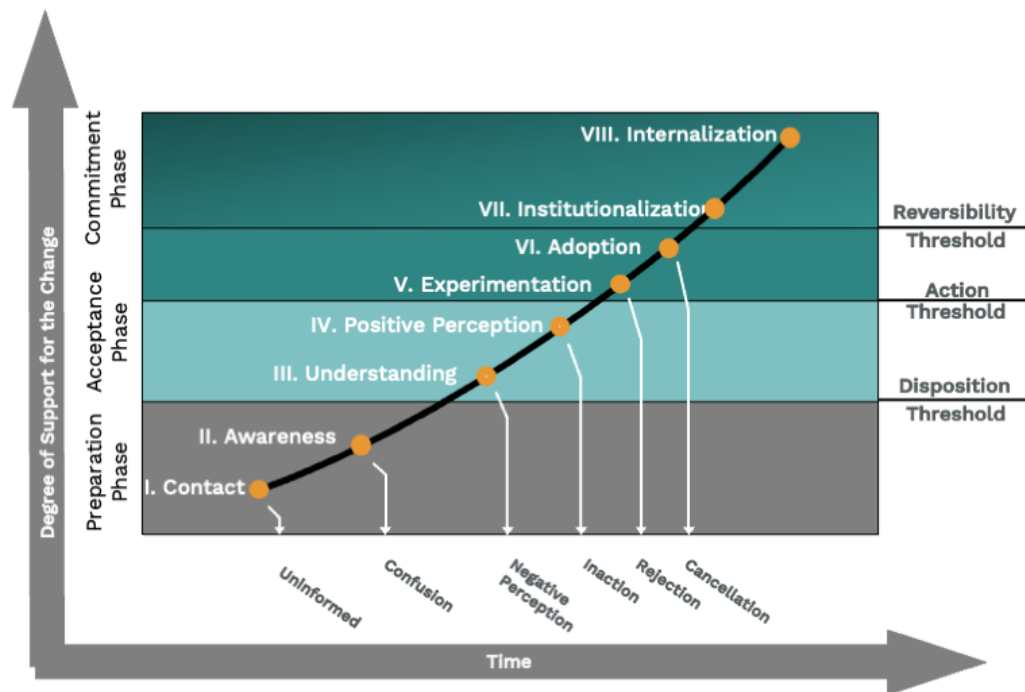 Degree of Support for the Change
Commitment
Phase
Acceptance
Phase
Preparation
Phase
VIII. Internalization
VII. Institutionalization
VI. Adoption
V. Experimentation
IV. Positive Perception
III. Understanding
II. Awareness
I. Contact
Reversibility
Threshold
Action
Threshold
Disposition
Threshold
Uninformed
Confusion
Negative
Perception
Inaction
Rejection
Cancellation
Time